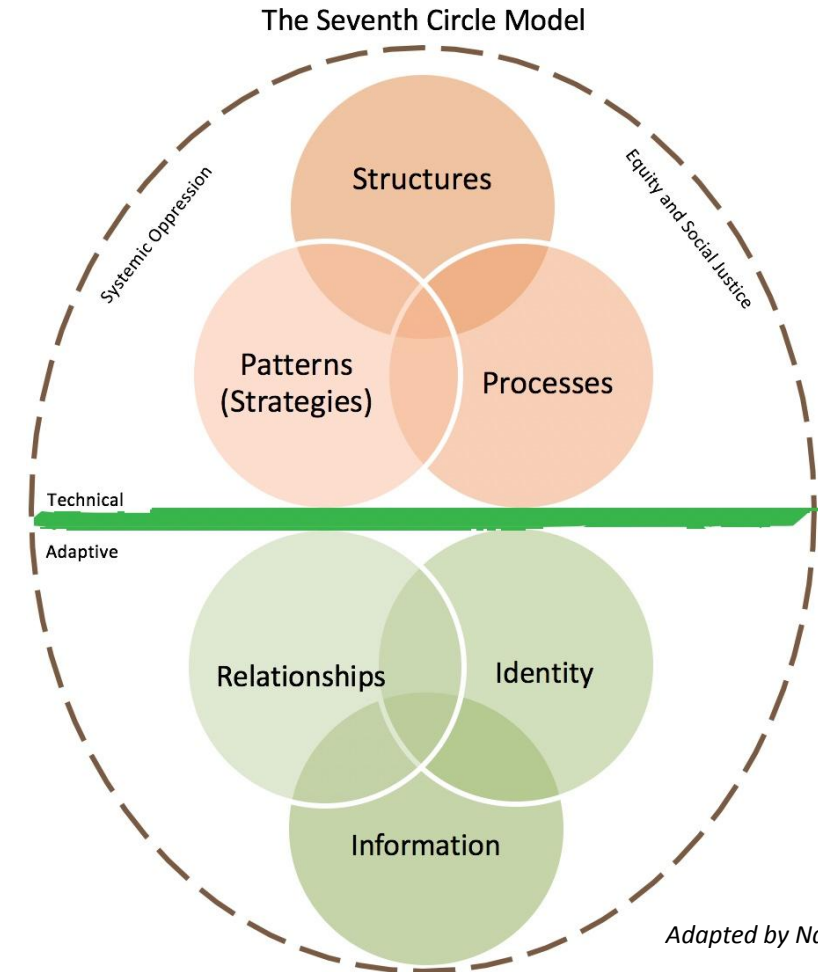 The Seventh Circle Model
Systemic Oppression
Equity and Social Justice
Structures
Patterns
(Strategies)
Processes
Technical
Adaptive
Relationships
Identity
Information
Adapted by